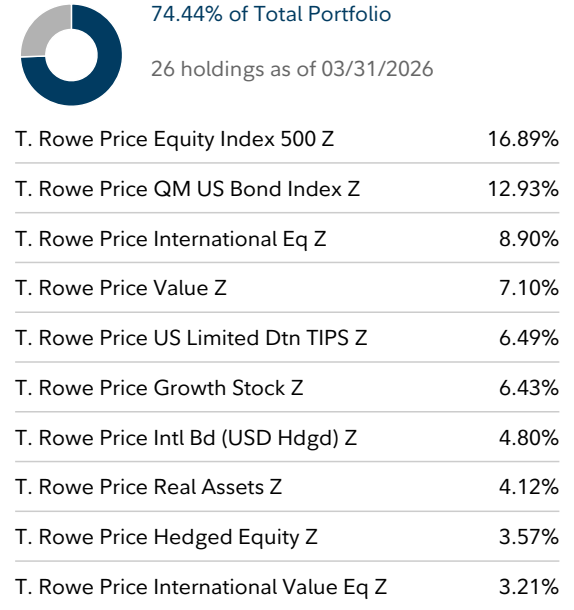 74.44% of Total Portfolio
26 holdings as of 03/31/2026
T. Rowe Price Equity Index 500 Z 16.89%
T. Rowe Price QM US Bond Index Z 12.93%
T. Rowe Price International Eq Z 8.90%
T. Rowe Price Value Z 7.10%
T. Rowe Price US Limited Dtn TIPS Z 6.49%
T. Rowe Price Growth Stock Z 6.43%
T. Rowe Price Intl Bd (USD Hdgd) Z 4.80%
T. Rowe Price Real Assets Z 4.12%
T. Rowe Price Hedged Equity Z 3.57%
T. Rowe Price International Value Eq Z 3.21%